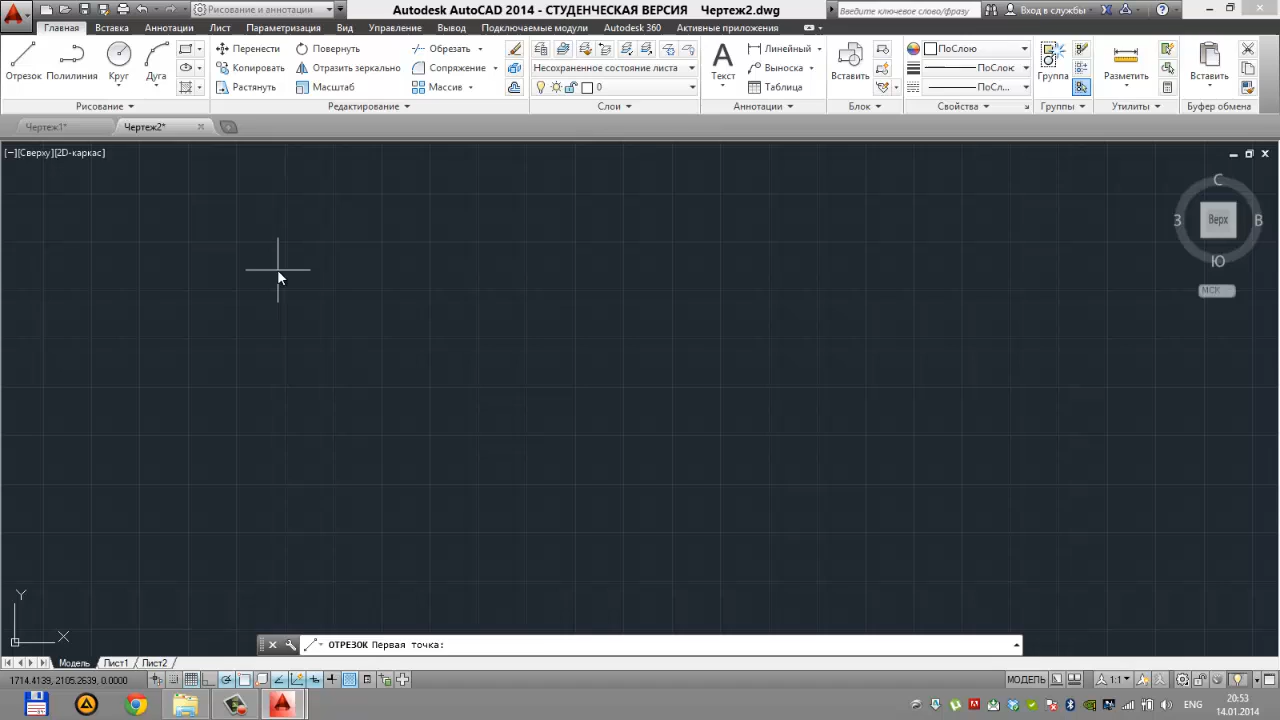 Рисование и аннотации
Autodesk AutoCAD 2014 - СТУДЕНЧЕСКАЯ ВЕРСИЯ Чертеж2.dwg
Введите ключевое слово/фразу
Вход в службы
Главная Вставка Аннотации Лист Параметризация Вид Управление Вывод Подключаемые модули Autodesk 360 Активные приложения
Отрезок Полилиния Круг Дуга
Перенести Повернуть Обрезать
Копировать Отразить зеркально Сопряжение
Растянуть Масштаб Массив
Несохраненное состояние листа
0
Текст
Линейный
Выноска
Таблица
Вставить
ПоСлою
ПоСлою
ПоСл...
Группа
Разметить
Вставить
Рисование Редактирование Слои Аннотации Блок Свойства Группы Утилиты Буфер обмена
Чертеж1* Чертеж2*
[−][Сверху][2D-каркас]
С
З Верх В
Ю
МСК
Y
X
ОТРЕЗОК Первая точка:
Модель Лист1 Лист2
1714.4139, 2105.2639, 0.0000
МОДЕЛЬ
1:1
ENG
20:53
14.01.2014